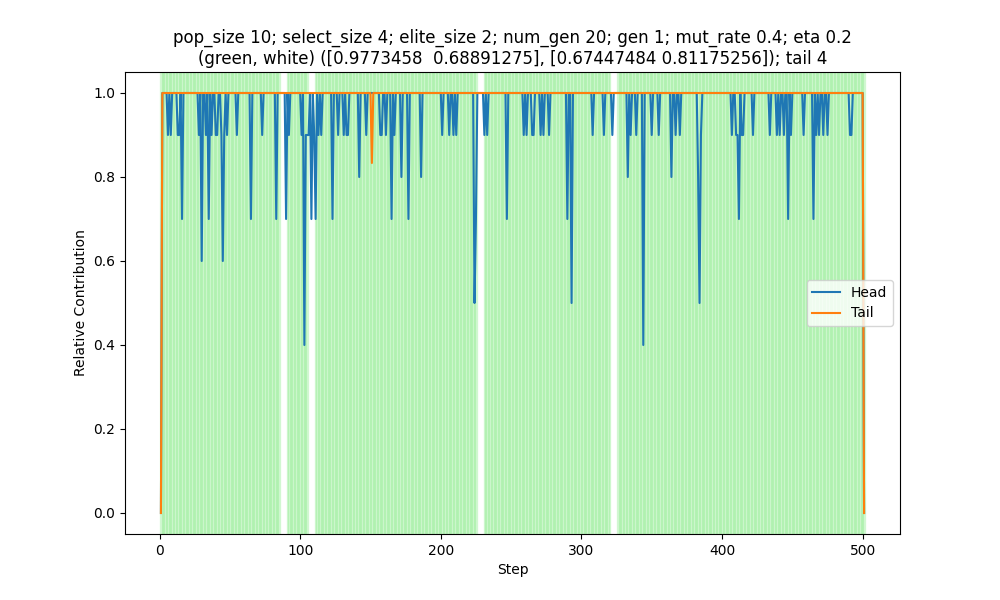 pop_size 10; select_size 4; elite_size 2; num_gen 20; gen 1; mut_rate 0.4; eta 0.2
(green, white) ([0.9773458  0.68891275], [0.67447484 0.81175256]); tail 4
1.0
0.8
0.6
0.4
0.2
0.0
Relative Contribution
Head
Tail
0
100
200
300
400
500
Step